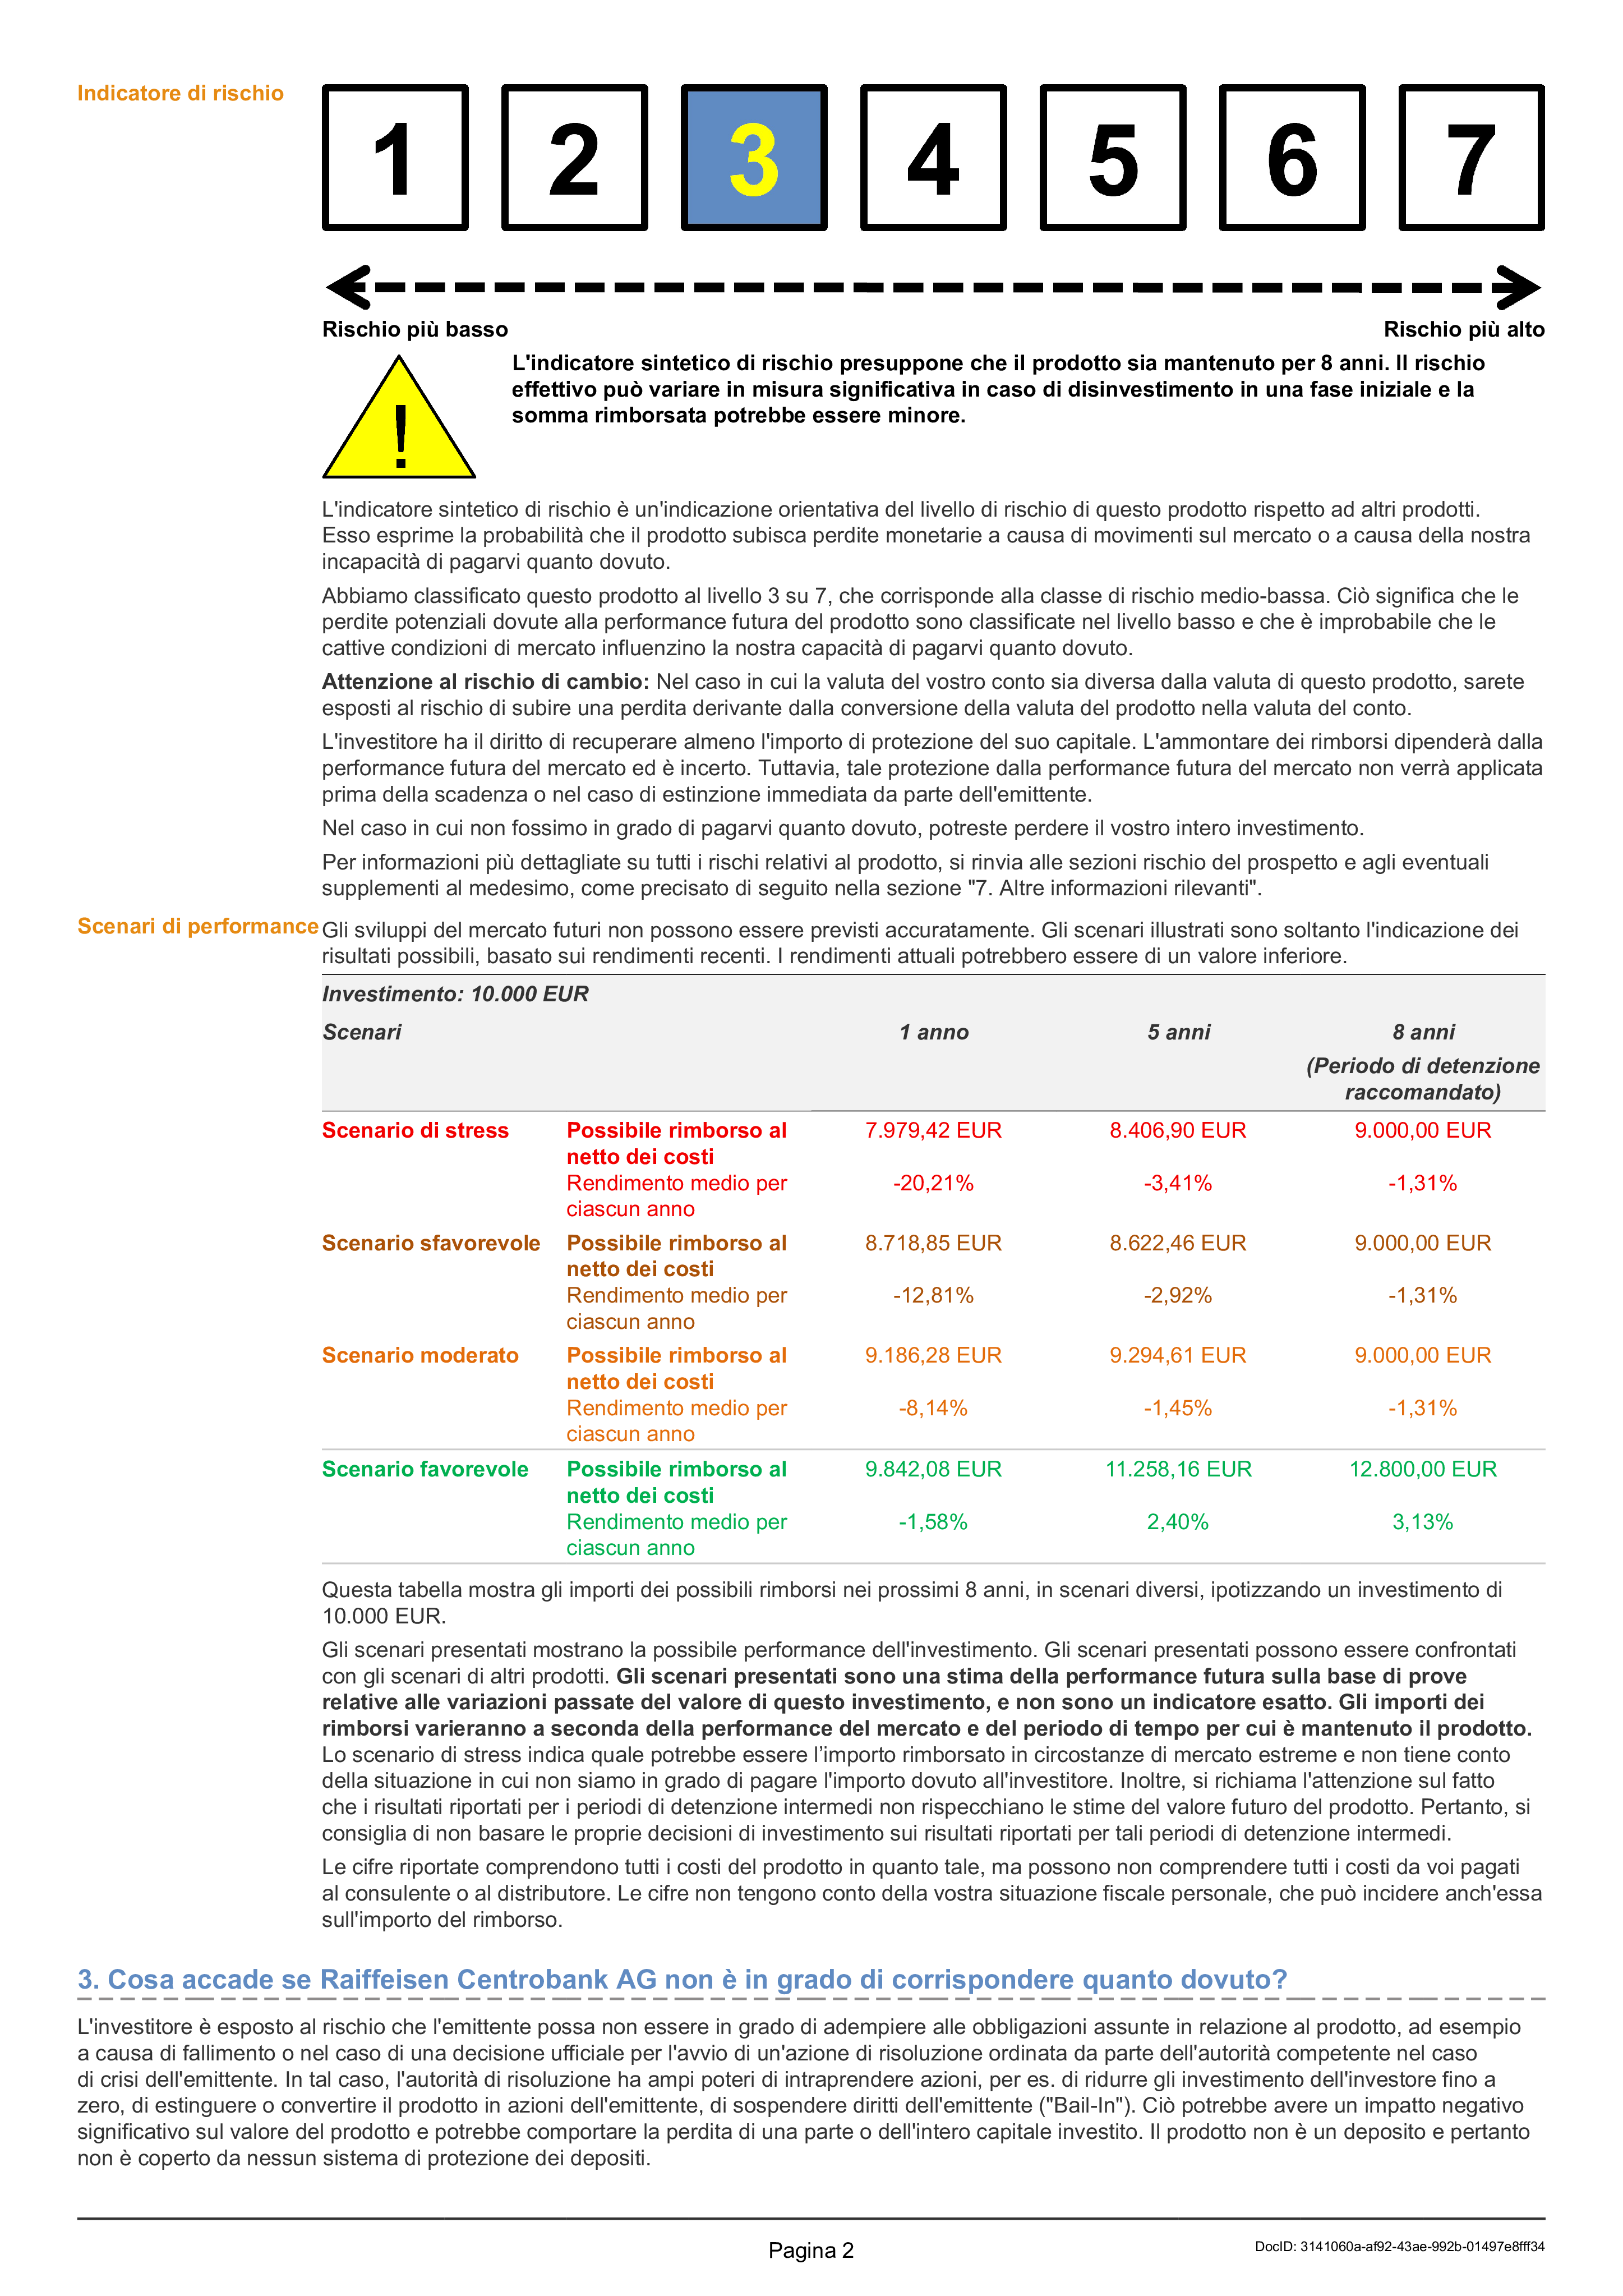 Indicatore di rischio
1 2 3 4 5 6 7
Rischio più basso
Rischio più alto
!
L'indicatore sintetico di rischio presuppone che il prodotto sia mantenuto per 8 anni. Il rischio
effettivo può variare in misura significativa in caso di disinvestimento in una fase iniziale e la
somma rimborsata potrebbe essere minore.
L'indicatore sintetico di rischio è un'indicazione orientativa del livello di rischio di questo prodotto rispetto ad altri prodotti.
Esso esprime la probabilità che il prodotto subisca perdite monetarie a causa di movimenti sul mercato o a causa della nostra
incapacità di pagarvi quanto dovuto.
Abbiamo classificato questo prodotto al livello 3 su 7, che corrisponde alla classe di rischio medio-bassa. Ciò significa che le
perdite potenziali dovute alla performance futura del prodotto sono classificate nel livello basso e che è improbabile che le
cattive condizioni di mercato influenzino la nostra capacità di pagarvi quanto dovuto.
Attenzione al rischio di cambio: Nel caso in cui la valuta del vostro conto sia diversa dalla valuta di questo prodotto, sarete
esposti al rischio di subire una perdita derivante dalla conversione della valuta del prodotto nella valuta del conto.
L'investitore ha il diritto di recuperare almeno l'importo di protezione del suo capitale. L'ammontare dei rimborsi dipenderà dalla
performance futura del mercato ed è incerto. Tuttavia, tale protezione dalla performance futura del mercato non verrà applicata
prima della scadenza o nel caso di estinzione immediata da parte dell'emittente.
Nel caso in cui non fossimo in grado di pagarvi quanto dovuto, potreste perdere il vostro intero investimento.
Per informazioni più dettagliate su tutti i rischi relativi al prodotto, si rinvia alle sezioni rischio del prospetto e agli eventuali
supplementi al medesimo, come precisato di seguito nella sezione "7. Altre informazioni rilevanti".
Scenari di performance
Gli sviluppi del mercato futuri non possono essere previsti accuratamente. Gli scenari illustrati sono soltanto l'indicazione dei
risultati possibili, basato sui rendimenti recenti. I rendimenti attuali potrebbero essere di un valore inferiore.
Investimento: 10.000 EUR
Scenari 1 anno 5 anni 8 anni
(Periodo di detenzione
raccomandato)
Scenario di stress Possibile rimborso al 7.979,42 EUR 8.406,90 EUR 9.000,00 EUR
netto dei costi
Rendimento medio per -20,21% -3,41% -1,31%
ciascun anno
Scenario sfavorevole Possibile rimborso al 8.718,85 EUR 8.622,46 EUR 9.000,00 EUR
netto dei costi
Rendimento medio per -12,81% -2,92% -1,31%
ciascun anno
Scenario moderato Possibile rimborso al 9.186,28 EUR 9.294,61 EUR 9.000,00 EUR
netto dei costi
Rendimento medio per -8,14% -1,45% -1,31%
ciascun anno
Scenario favorevole Possibile rimborso al 9.842,08 EUR 11.258,16 EUR 12.800,00 EUR
netto dei costi
Rendimento medio per -1,58% 2,40% 3,13%
ciascun anno
Questa tabella mostra gli importi dei possibili rimborsi nei prossimi 8 anni, in scenari diversi, ipotizzando un investimento di
10.000 EUR.
Gli scenari presentati mostrano la possibile performance dell'investimento. Gli scenari presentati possono essere confrontati
con gli scenari di altri prodotti. Gli scenari presentati sono una stima della performance futura sulla base di prove
relative alle variazioni passate del valore di questo investimento, e non sono un indicatore esatto. Gli importi dei
rimborsi varieranno a seconda della performance del mercato e del periodo di tempo per cui è mantenuto il prodotto.
Lo scenario di stress indica quale potrebbe essere l’importo rimborsato in circostanze di mercato estreme e non tiene conto
della situazione in cui non siamo in grado di pagare l'importo dovuto all'investitore. Inoltre, si richiama l'attenzione sul fatto
che i risultati riportati per i periodi di detenzione intermedi non rispecchiano le stime del valore futuro del prodotto. Pertanto, si
consiglia di non basare le proprie decisioni di investimento sui risultati riportati per tali periodi di detenzione intermedi.
Le cifre riportate comprendono tutti i costi del prodotto in quanto tale, ma possono non comprendere tutti i costi da voi pagati
al consulente o al distributore. Le cifre non tengono conto della vostra situazione fiscale personale, che può incidere anch'essa
sull'importo del rimborso.
3. Cosa accade se Raiffeisen Centrobank AG non è in grado di corrispondere quanto dovuto?
L'investitore è esposto al rischio che l'emittente possa non essere in grado di adempiere alle obbligazioni assunte in relazione al prodotto, ad esempio
a causa di fallimento o nel caso di una decisione ufficiale per l'avvio di un'azione di risoluzione ordinata da parte dell'autorità competente nel caso
di crisi dell'emittente. In tal caso, l'autorità di risoluzione ha ampi poteri di intraprendere azioni, per es. di ridurre gli investimento dell'investore fino a
zero, di estinguere o convertire il prodotto in azioni dell'emittente, di sospendere diritti dell'emittente ("Bail-In"). Ciò potrebbe avere un impatto negativo
significativo sul valore del prodotto e potrebbe comportare la perdita di una parte o dell'intero capitale investito. Il prodotto non è un deposito e pertanto
non è coperto da nessun sistema di protezione dei depositi.
Pagina 2
DocID: 3141060a-af92-43ae-992b-01497e8fff34